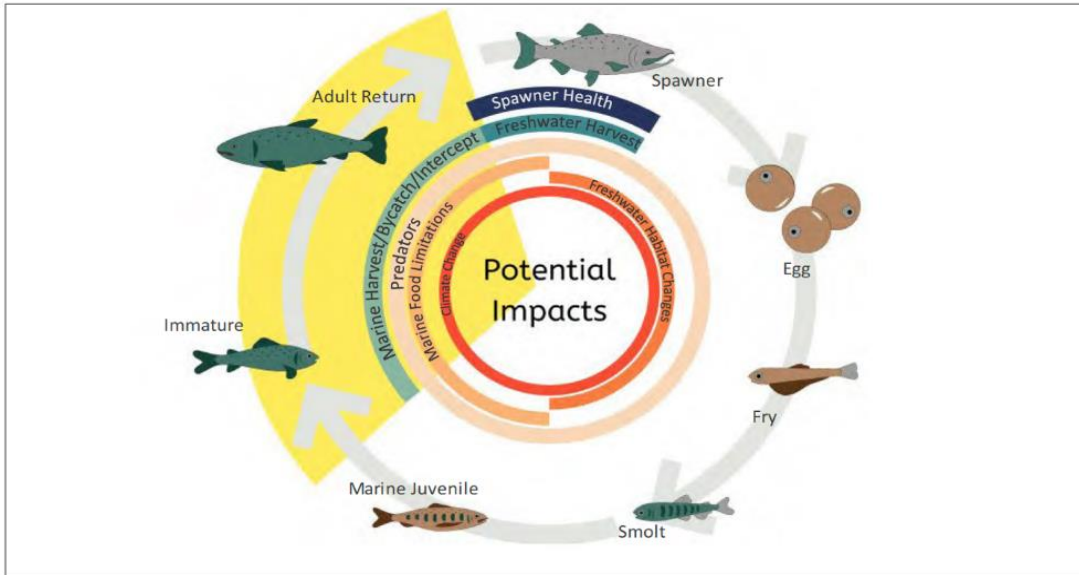 Spawner
Adult Return
Spawner Health
Freshwater Harvest
Marine Harvest/Bycatch/Intercept
Predators
Marine Food Limitations
Climate Change
Freshwater Habitat Changes
Potential
Impacts
Egg
Immature
Fry
Marine Juvenile
Smolt